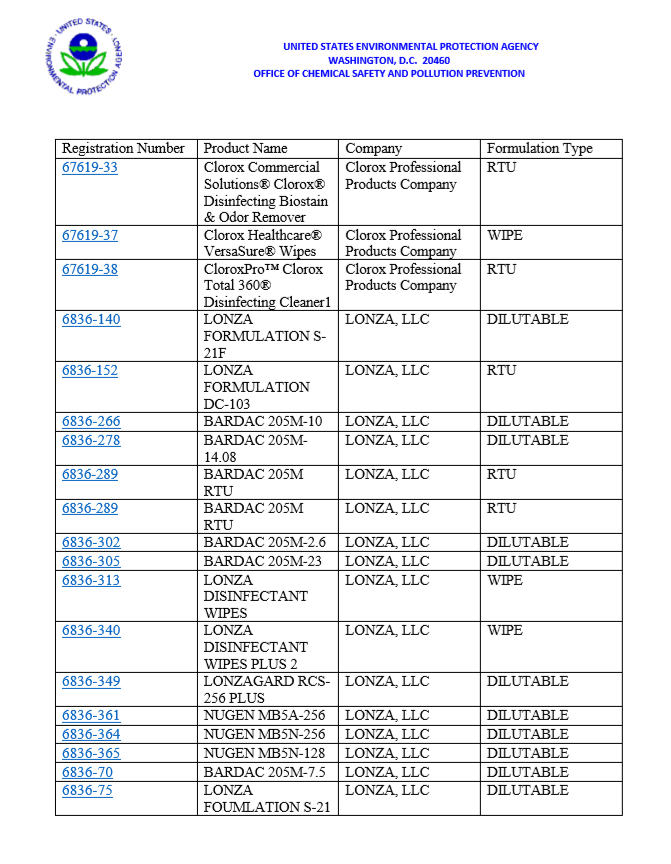 UNITED STATES
ENVIRONMENTAL PROTECTION AGENCY
UNITED STATES ENVIRONMENTAL PROTECTION AGENCY
WASHINGTON, D.C. 20460
OFFICE OF CHEMICAL SAFETY AND POLLUTION PREVENTION
Registration Number Product Name Company Formulation Type
67619-33 Clorox Commercial Clorox Professional RTU
Solutions® Clorox® Products Company
Disinfecting Biostain
& Odor Remover
67619-37 Clorox Healthcare® Clorox Professional WIPE
VersaSure® Wipes Products Company
67619-38 CloroxPro™ Clorox Clorox Professional RTU
Total 360® Products Company
Disinfecting Cleaner1
6836-140 LONZA LONZA, LLC DILUTABLE
FORMULATION S-
21F
6836-152 LONZA LONZA, LLC RTU
FORMULATION
DC-103
6836-266 BARDAC 205M-10 LONZA, LLC DILUTABLE
6836-278 BARDAC 205M- LONZA, LLC DILUTABLE
14.08
6836-289 BARDAC 205M LONZA, LLC RTU
RTU
6836-289 BARDAC 205M LONZA, LLC RTU
RTU
6836-302 BARDAC 205M-2.6 LONZA, LLC DILUTABLE
6836-305 BARDAC 205M-23 LONZA, LLC DILUTABLE
6836-313 LONZA LONZA, LLC WIPE
DISINFECTANT
WIPES
6836-340 LONZA LONZA, LLC WIPE
DISINFECTANT
WIPES PLUS 2
6836-349 LONZAGARD RCS- LONZA, LLC DILUTABLE
256 PLUS
6836-361 NUGEN MB5A-256 LONZA, LLC DILUTABLE
6836-364 NUGEN MB5N-256 LONZA, LLC DILUTABLE
6836-365 NUGEN MB5N-128 LONZA, LLC DILUTABLE
6836-70 BARDAC 205M-7.5 LONZA, LLC DILUTABLE
6836-75 LONZA LONZA, LLC DILUTABLE
FOUMLATION S-21